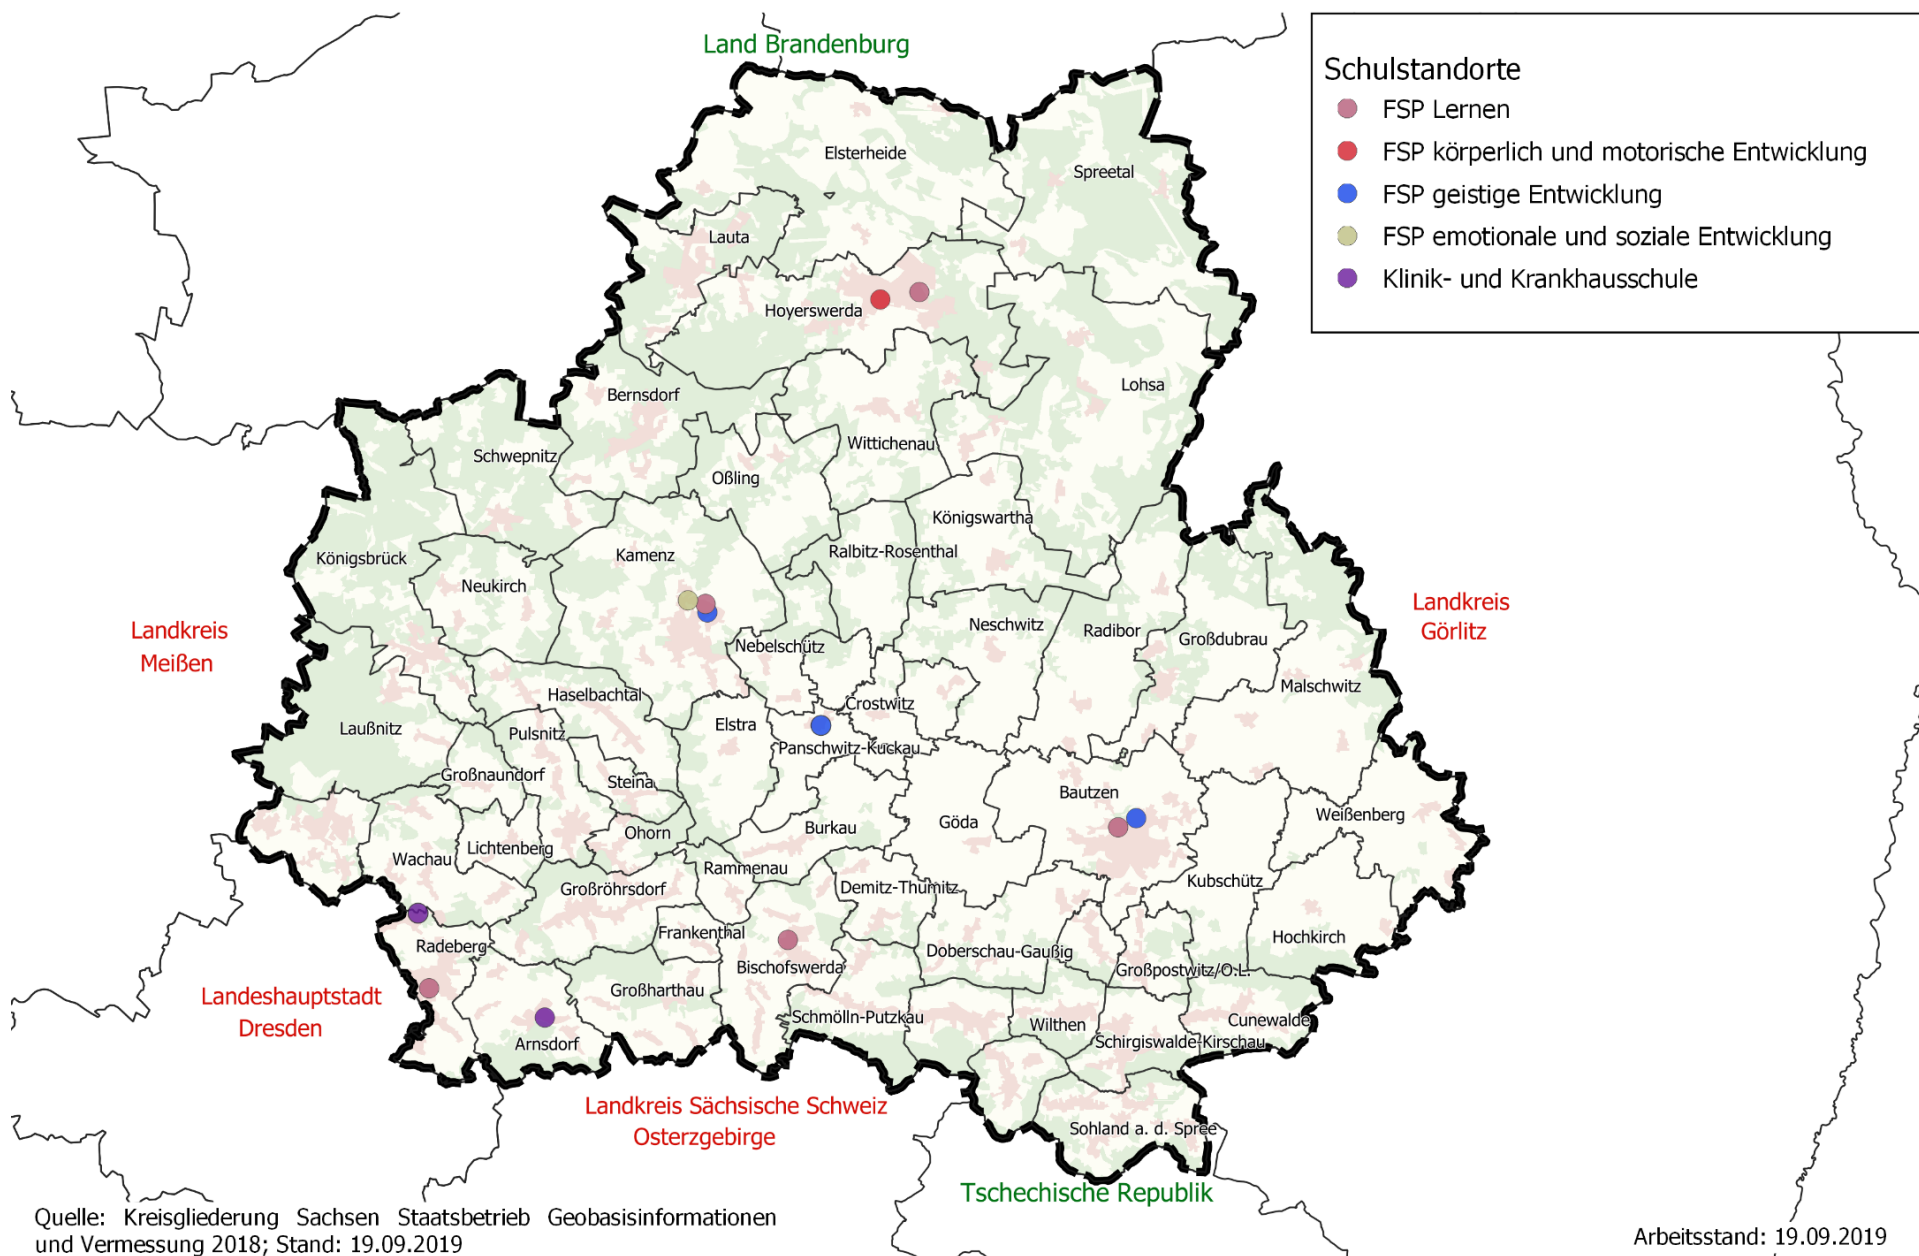 Land Brandenburg
Schulstandorte
FSP Lernen
FSP körperlich und motorische Entwicklung
FSP geistige Entwicklung
FSP emotionale und soziale Entwicklung
Klinik- und Krankhausschule
Elsterheide
Spreetal
Lauta
Hoyerswerda
Lohsa
Bernsdorf
Wittichenau
Schwepnitz
Oßling
Königswartha
Königsbrück
Kamenz
Ralbitz-Rosenthal
Neukirch
Landkreis
Görlitz
Landkreis
Meißen
Neschwitz
Radibor
Großdubrau
Nebelschütz
Malschwitz
Haselbachtal
Crostwitz
Laußnitz
Pulsnitz
Elstra
Panschwitz-Kuckau
Großnaundorf
Steina
Bautzen
Weißenberg
Ohorn
Burkau
Göda
Lichtenberg
Wachau
Rammenau
Großröhrsdorf
Demitz-Thumitz
Kubschütz
Frankenthal
Radeberg
Doberschau-Gaußig
Hochkirch
Bischofswerda
Großpostwitz/O.L.
Großharthau
Landeshauptstadt
Dresden
Schmölln-Putzkau
Wilthen
Cunewalde
Arnsdorf
Schirgiswalde-Kirschau
Landkreis Sächsische Schweiz
Osterzgebirge
Sohland a. d. Spree
Tschechische Republik
Quelle: Kreisgliederung Sachsen Staatsbetrieb Geobasisinformationen
und Vermessung 2018; Stand: 19.09.2019
Arbeitsstand: 19.09.2019